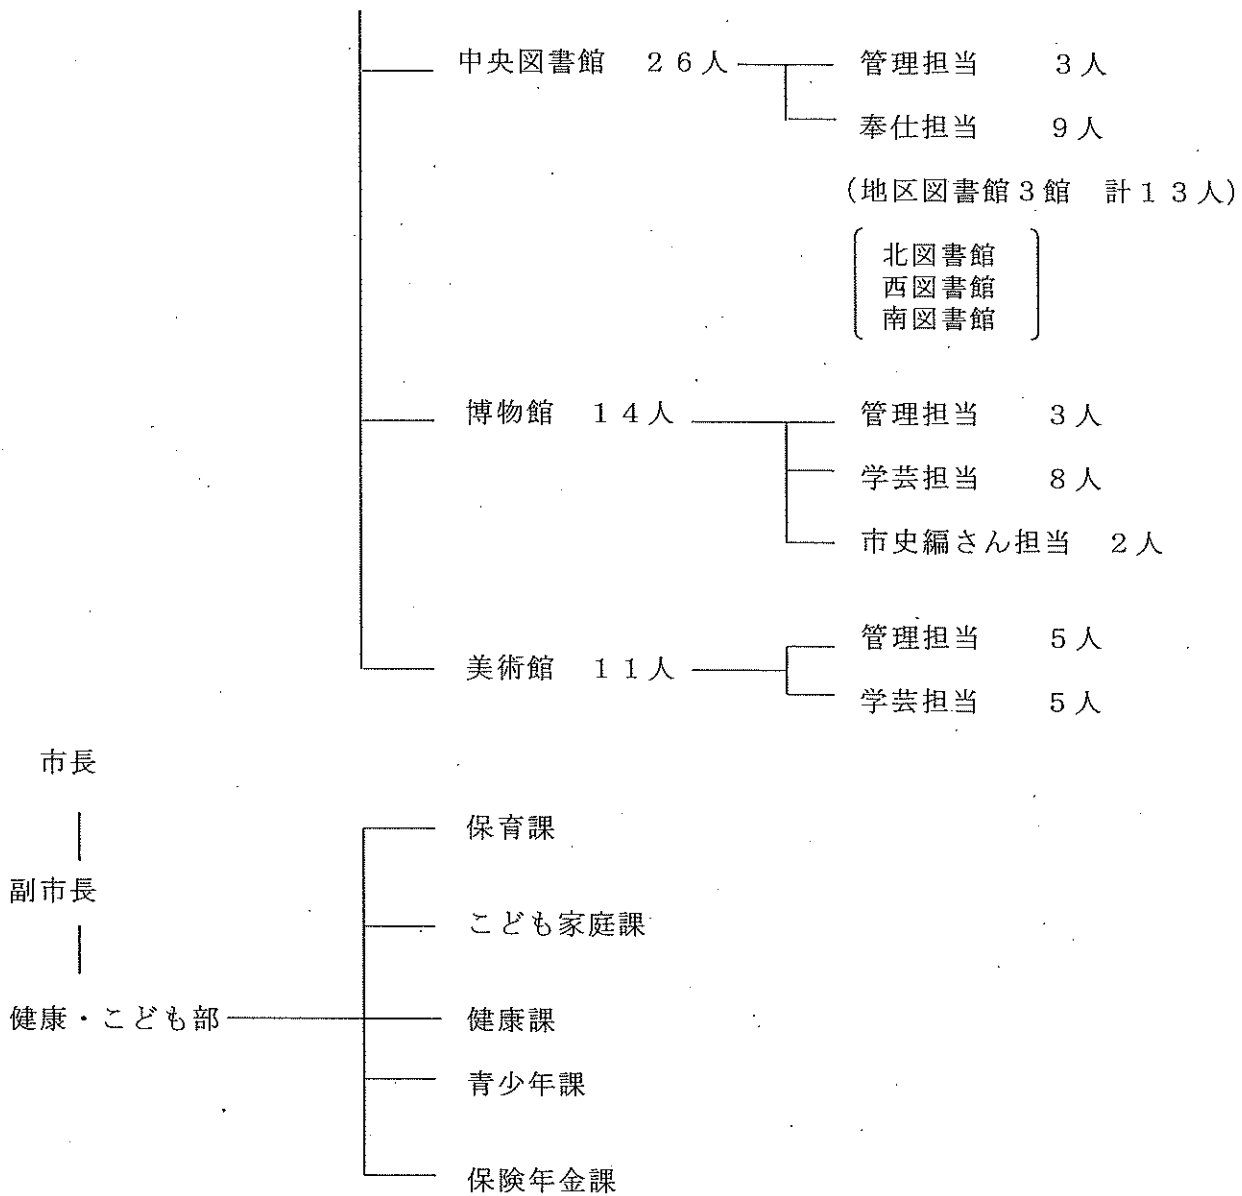 中央図書館　２６人　管理担当　３人
奉仕担当　９人
（地区図書館３館　計１３人）
北図書館
西図書館
南図書館
博物館　１４人　管理担当　３人
学芸担当　８人
市史編さん担当　２人
管理担当　５人
美術館　１１人
学芸担当　５人
市長
保育課
副市長
こども家庭課
健康・こども部　健康課
青少年課
保険年金課